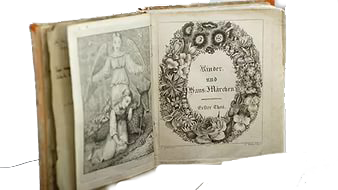 Kinder
und
Haus-Märchen
Erster Theil.